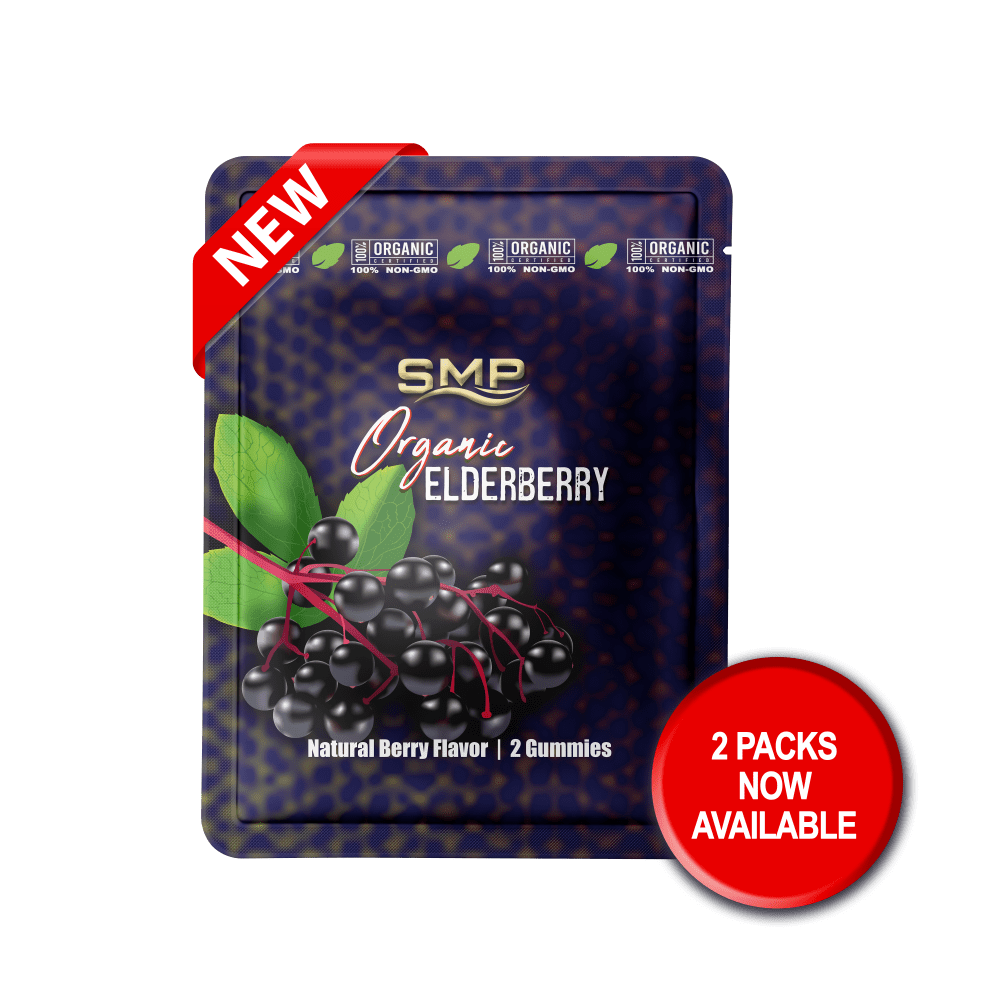 NEW
100% ORGANIC CERTIFIED
100% NON-GMO
100% ORGANIC CERTIFIED
100% NON-GMO
100% ORGANIC CERTIFIED
100% NON-GMO
SMP
Organic
ELDERBERRY
Natural Berry Flavor | 2 Gummies
2 PACKS
NOW
AVAILABLE